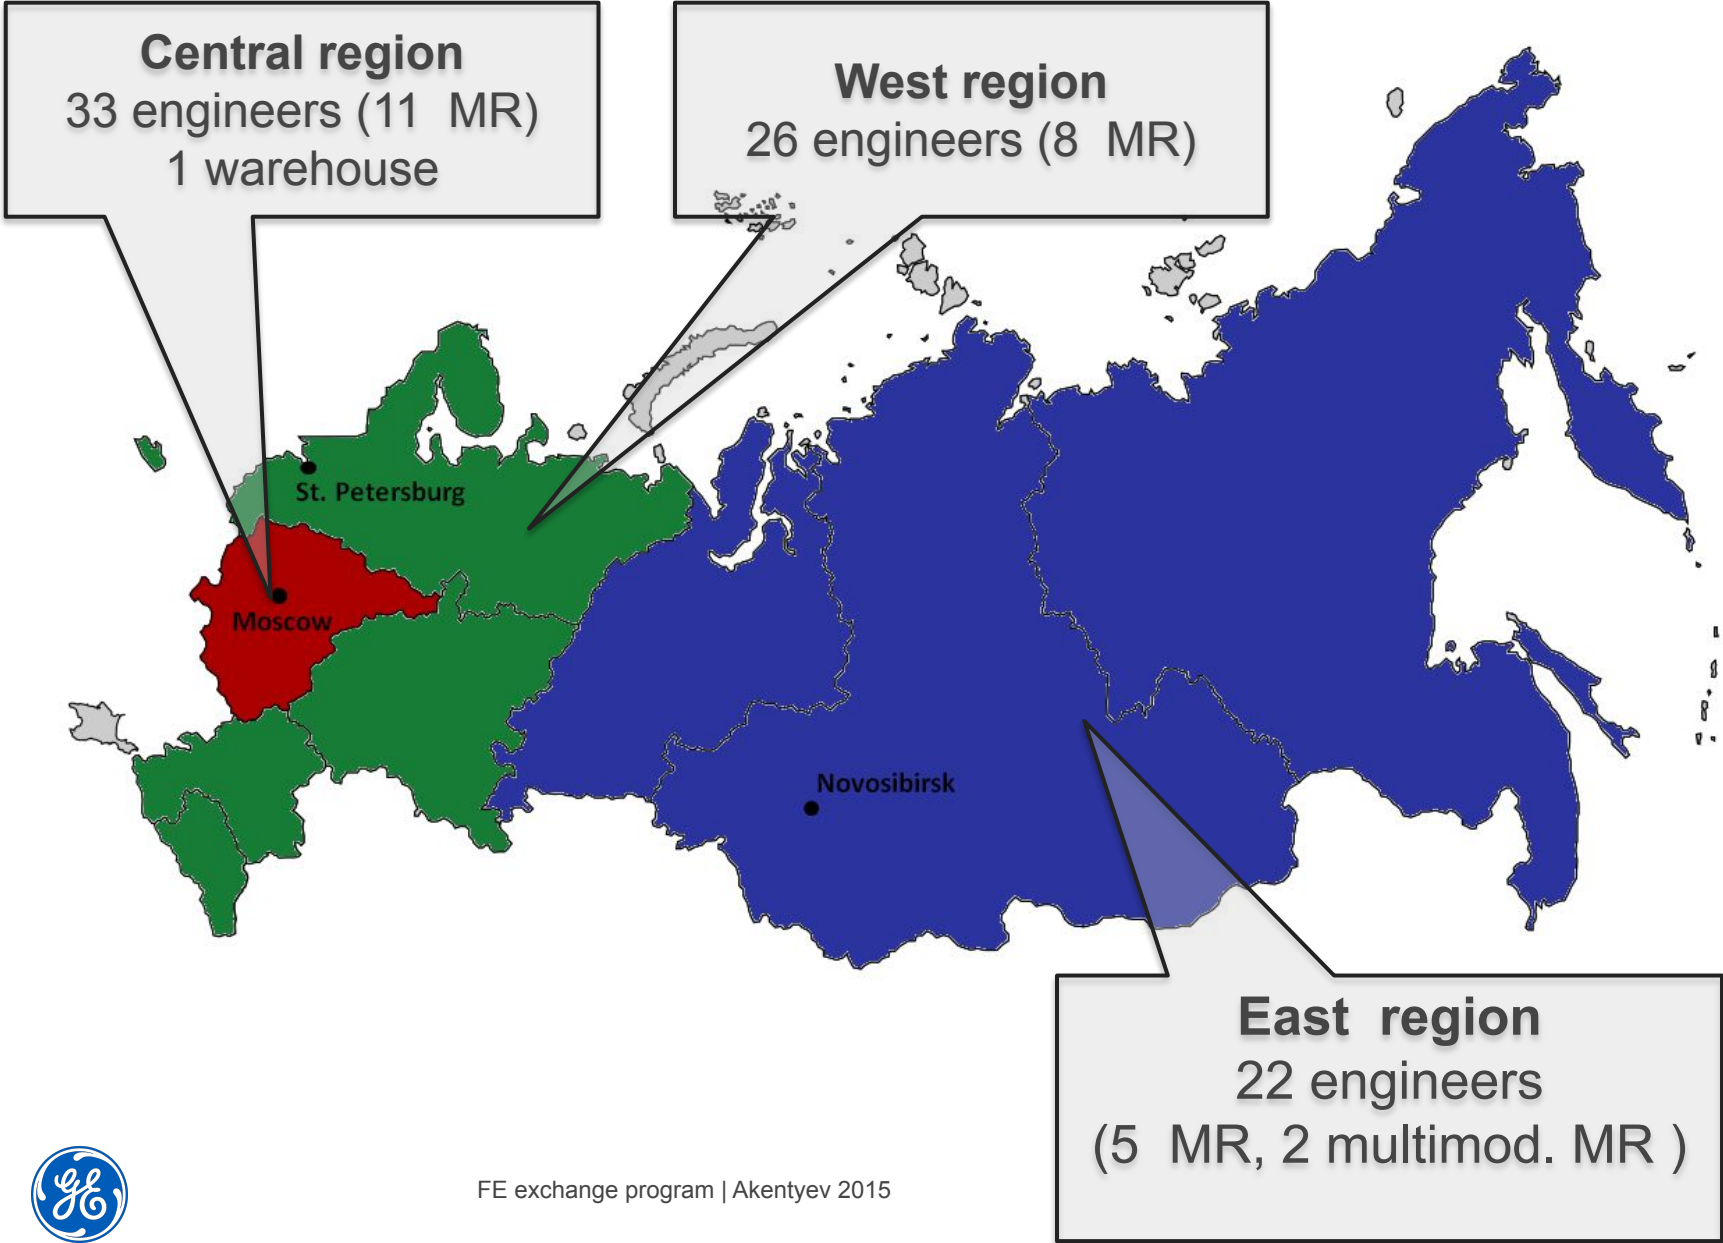 Central region
33 engineers (11  MR)
1 warehouse
West region
26 engineers (8  MR)
St. Petersburg
Moscow
Novosibirsk
East  region
22 engineers
(5  MR, 2 multimod. MR )
GE
FE exchange program | Akentyev 2015